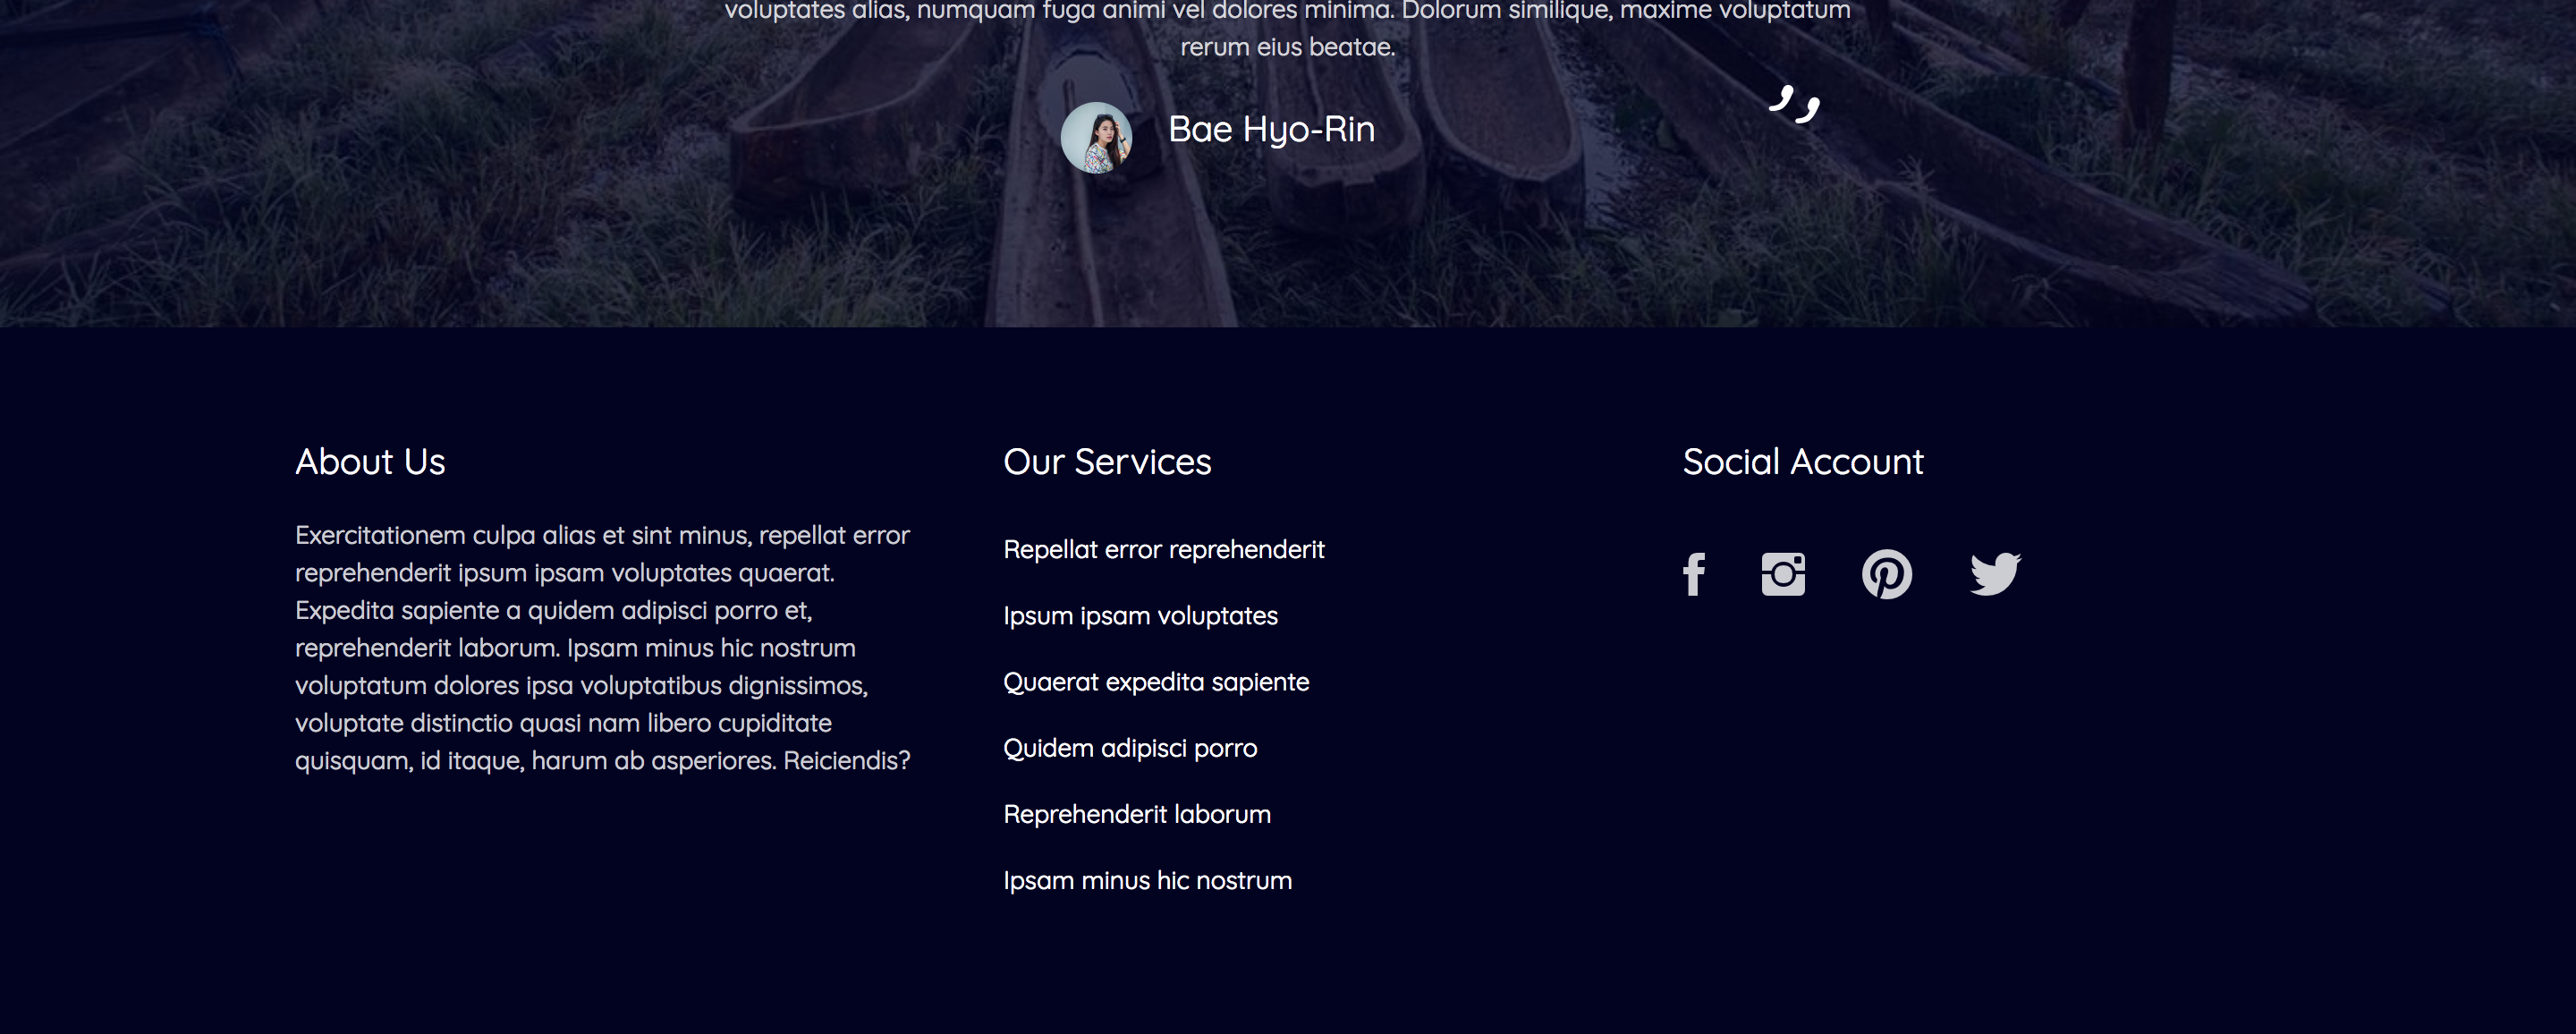 voluptates alias, numquam fuga animi vel dolores minima. Dolorum similique, maxime voluptatum
rerum eius beatae.
”
Bae Hyo-Rin
About Us
Exercitationem culpa alias et sint minus, repellat error
reprehenderit ipsum ipsam voluptates quaerat.
Expedita sapiente a quidem adipisci porro et,
reprehenderit laborum. Ipsam minus hic nostrum
voluptatum dolores ipsa voluptatibus dignissimos,
voluptate distinctio quasi nam libero cupiditate
quisquam, id itaque, harum ab asperiores. Reiciendis?
Our Services
Repellat error reprehenderit
Ipsum ipsam voluptates
Quaerat expedita sapiente
Quidem adipisci porro
Reprehenderit laborum
Ipsam minus hic nostrum
Social Account